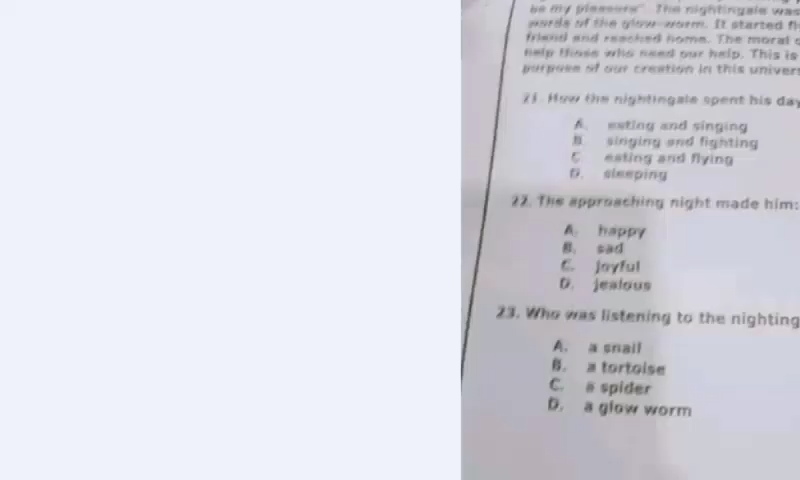 be my pleasure". The nightingale was
words of the glow-worm. It started
friend and reached home. The moral
help those who need our help. This is
purpose of our creation in this
21. How the nightingale spent his
A. eating and singing
B. singing and fighting
C. eating and flying
D. sleeping
22. The approaching night made him:
A. happy
B. sad
C. joyful
D. jealous
23. Who was listening to the
A. a snail
B. a tortoise
C. a spider
D. a glow worm